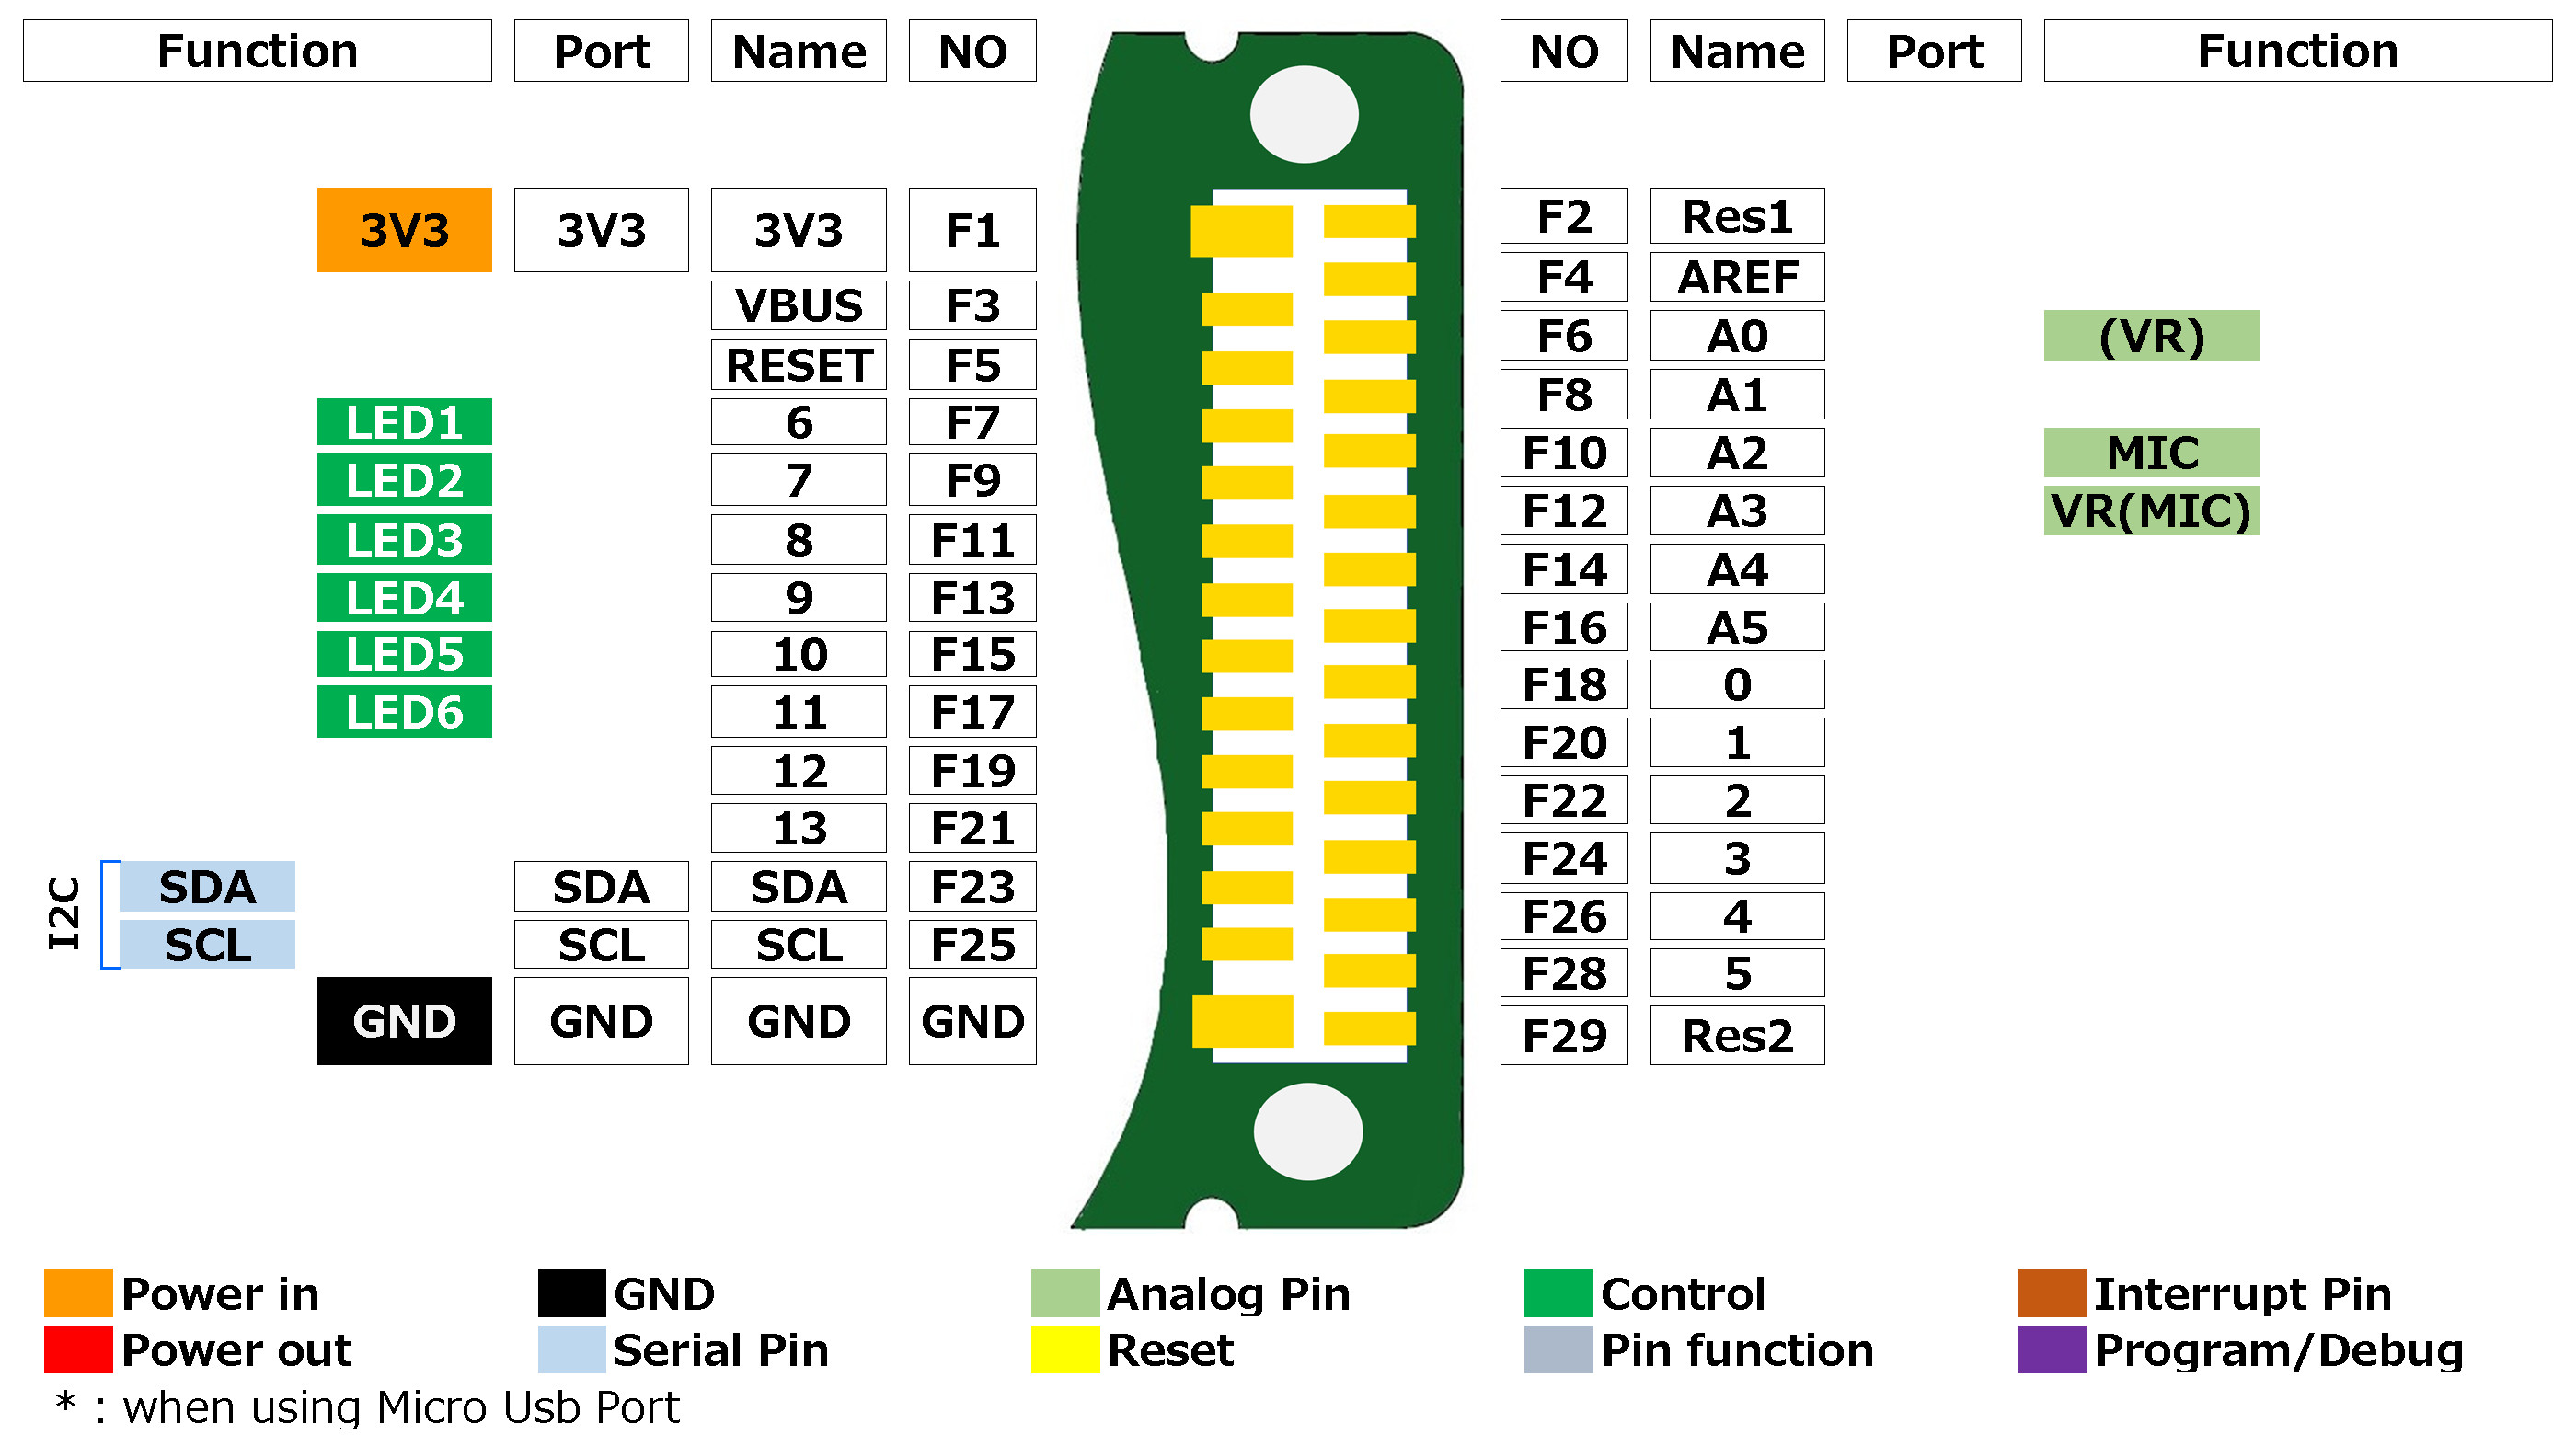 Function Port Name NO NO Name Port Function
3V3 3V3 3V3 F1 F2 Res1
VBUS F3 F4 AREF
RESET F5 F6 A0 (VR)
LED1 6 F7 F8 A1
LED2 7 F9 F10 A2 MIC
LED3 8 F11 F12 A3 VR(MIC)
LED4 9 F13 F14 A4
LED5 10 F15 F16 A5
LED6 11 F17 F18 0
12 F19 F20 1
13 F21 F22 2
I2C
SDA SDA SDA F23 F24 3
SCL SCL SCL F25 F26 4
GND GND GND GND F28 5
F29 Res2
Power in GND Analog Pin Control Interrupt Pin
Power out Serial Pin Reset Pin function Program/Debug
* : when using Micro Usb Port